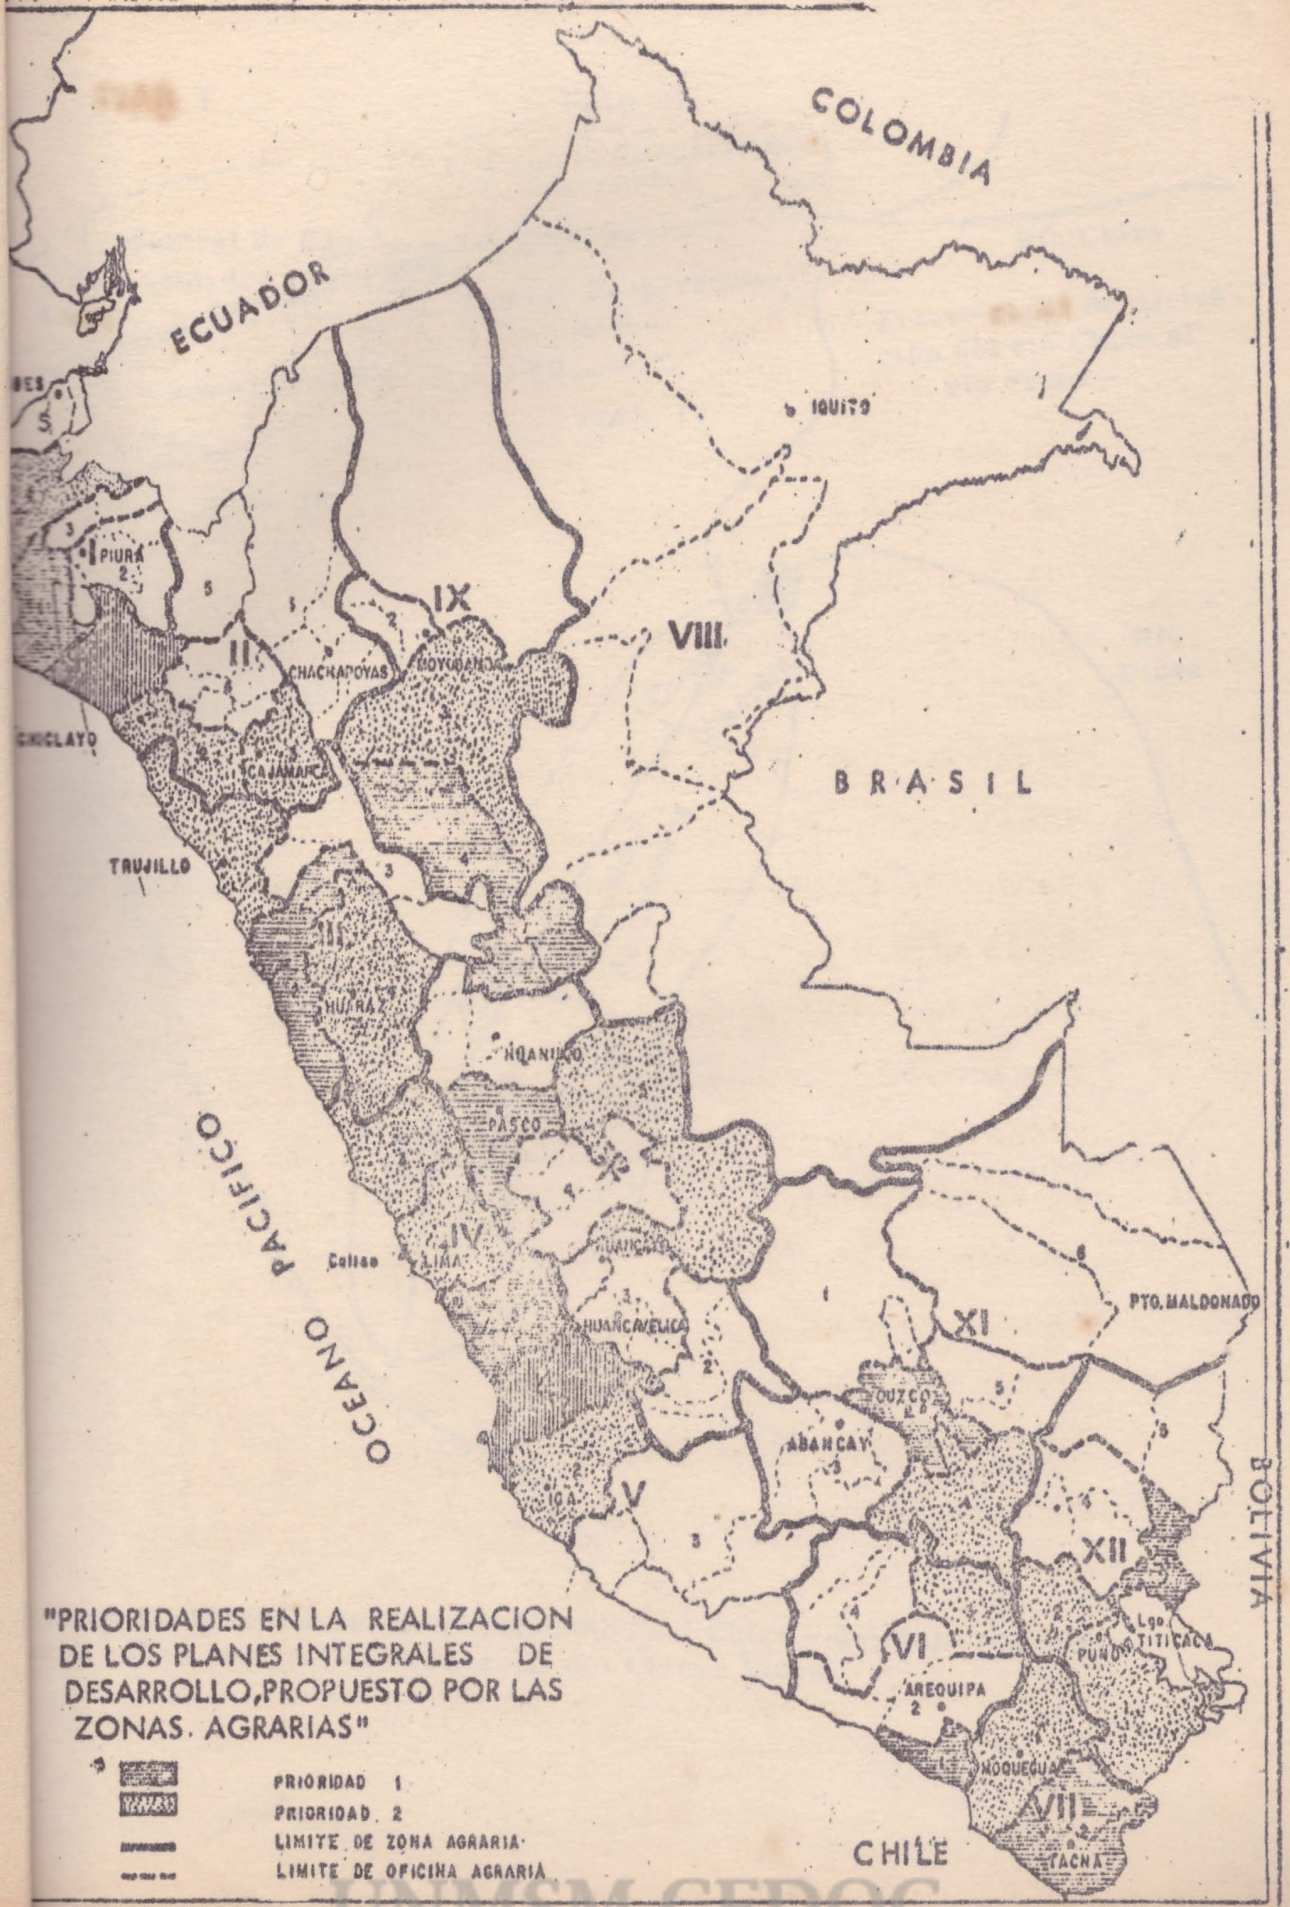 COLOMBIA
ECUADOR
IQUITO
PIURA
I
II
IX
VIII
CHACHAPOYAS
MOYOBAMBA
CHICLAYO
CAJAMARCA
BRASIL
TRUJILLO
III
HUARAZ
HUANUCO
PASCO
OCEANO PACIFICO
IV
LIMA
Callao
HUANCAYO
HUANCAVELICA
XI
PTO. MALDONADO
CUZCO
ABANCAY
ICA
V
XII
BOLIVIA
VI
Lgo
TITICACA
PUNO
AREQUIPA
MOQUEGUA
VII
TACNA
CHILE
"PRIORIDADES EN LA REALIZACION
DE LOS PLANES INTEGRALES DE
DESARROLLO, PROPUESTO POR LAS
ZONAS. AGRARIAS"
PRIORIDAD 1
PRIORIDAD. 2
LIMITE DE ZONA AGRARIA
LIMITE DE OFICINA AGRARIA
UNMSM-CEDOC